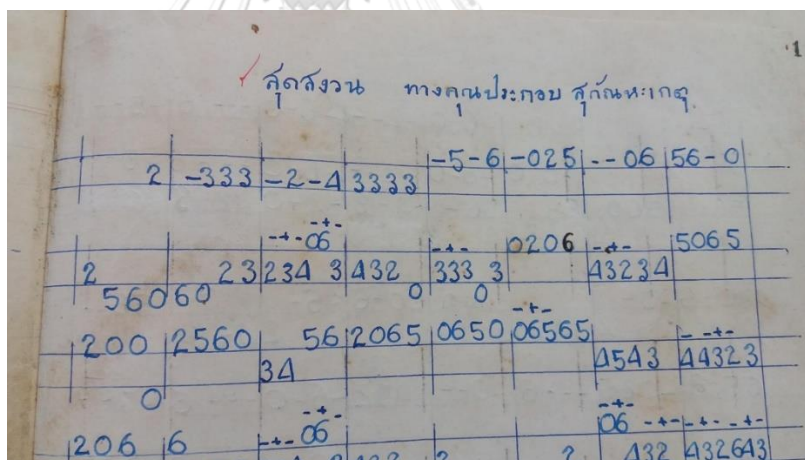 1
สุดสงวน ทางคุณประกอบ สุกัณหะเกตุ
2 | -333 | -2-4 | 3333 | -5-6 | -025 | --06 | 56-0
-+-
-+-06 0206 -+- 5065
2 23 234 3 432 333 3 43234
56060 0 0
-+-
200 2560 56 2065 0650 06565 - -+-
34 4543 44323
0
-+- -+-
206 6 -+-06 06 -+- -+- -+-
432 432643